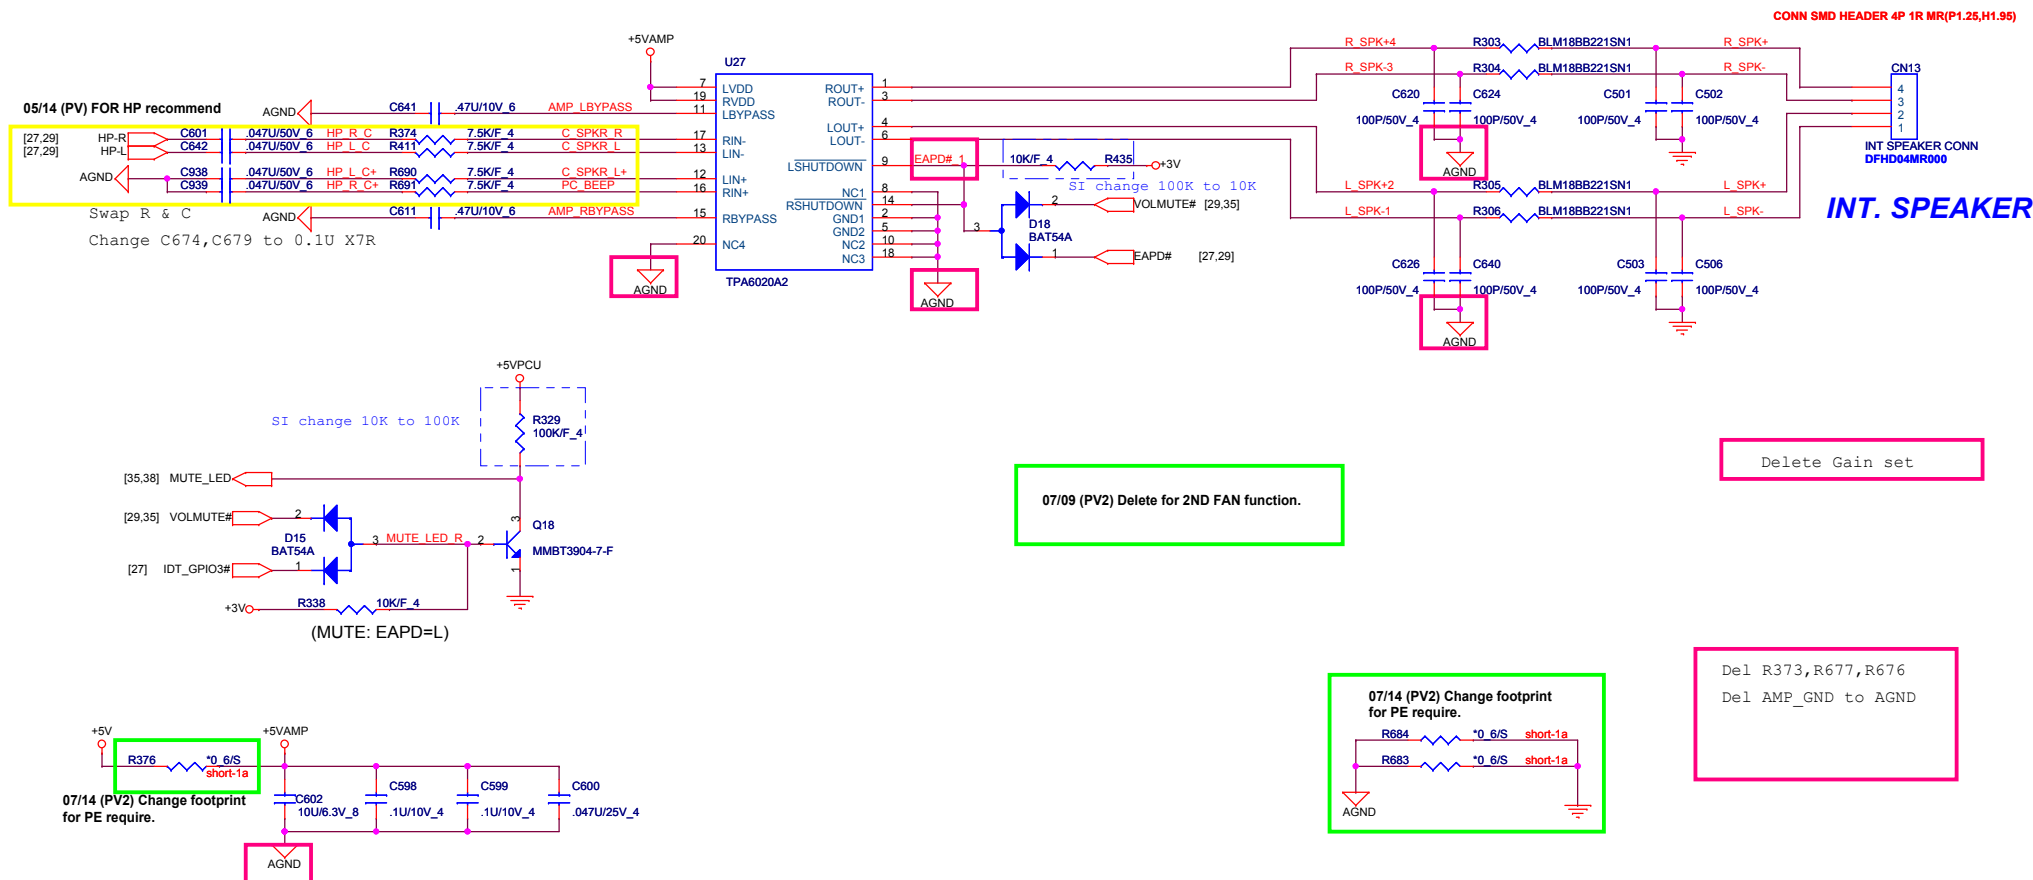 CONN SMD HEADER 4P 1R MR(P1.25,H1.95)
+5VAMP
U27
TPA6020A2
7 LVDD
19 RVDD
11 LBYPASS
17 RIN-
13 LIN-
12 LIN+
16 RIN+
15 RBYPASS
20 NC4
ROUT+ 1
ROUT- 3
LOUT+ 4
LOUT- 6
LSHUTDOWN 9
NC1 8
RSHUTDOWN 14
GND1 2
GND2 5
NC2 10
NC3 18
05/14 (PV) FOR HP recommend
AGND C641 .47U/10V_6 AMP_LBYPASS
[27,29] HP-R C601 .047U/50V_6 HP_R_C R374 7.5K/F_4 C_SPKR_R
[27,29] HP-L C642 .047U/50V_6 HP_L_C R411 7.5K/F_4 C_SPKR_L
AGND C938 .047U/50V_6 HP_L_C+ R690 7.5K/F_4 C_SPKR_L+
C939 .047U/50V_6 HP_R_C+ R691 7.5K/F_4 PC_BEEP
Swap R & C
AGND C611 .47U/10V_6 AMP_RBYPASS
Change C674,C679 to 0.1U X7R
AGND
AGND
EAPD#_1 10K/F_4 R435 +3V
SI change 100K to 10K
2 VOLMUTE# [29,35]
3 D18
BAT54A
1 EAPD# [27,29]
R_SPK+4 R303 BLM18BB221SN1 R_SPK+
R_SPK-3 R304 BLM18BB221SN1 R_SPK-
C620 C624 C501 C502
100P/50V_4 100P/50V_4 100P/50V_4 100P/50V_4
AGND
L_SPK+2 R305 BLM18BB221SN1 L_SPK+
L_SPK-1 R306 BLM18BB221SN1 L_SPK-
C626 C640 C503 C506
100P/50V_4 100P/50V_4 100P/50V_4 100P/50V_4
AGND
CN13
4
3
2
1
INT SPEAKER CONN
DFHD04MR000
INT. SPEAKER
+5VPCU
SI change 10K to 100K
R329
100K/F_4
[35,38] MUTE_LED
[29,35] VOLMUTE# 2
D15
BAT54A
3 MUTE_LED_R 2
3
Q18
MMBT3904-7-F
1
[27] IDT_GPIO3# 1
+3V R338 10K/F_4
(MUTE: EAPD=L)
07/09 (PV2) Delete for 2ND FAN function.
Delete Gain set
Del R373,R677,R676
Del AMP_GND to AGND
+5V
+5VAMP
R376 *0_6/S
short-1a
07/14 (PV2) Change footprint
for PE require.
C602
10U/6.3V_8
C598
.1U/10V_4
C599
.1U/10V_4
C600
.047U/25V_4
AGND
07/14 (PV2) Change footprint
for PE require.
R684 *0_6/S short-1a
R683 *0_6/S short-1a
AGND